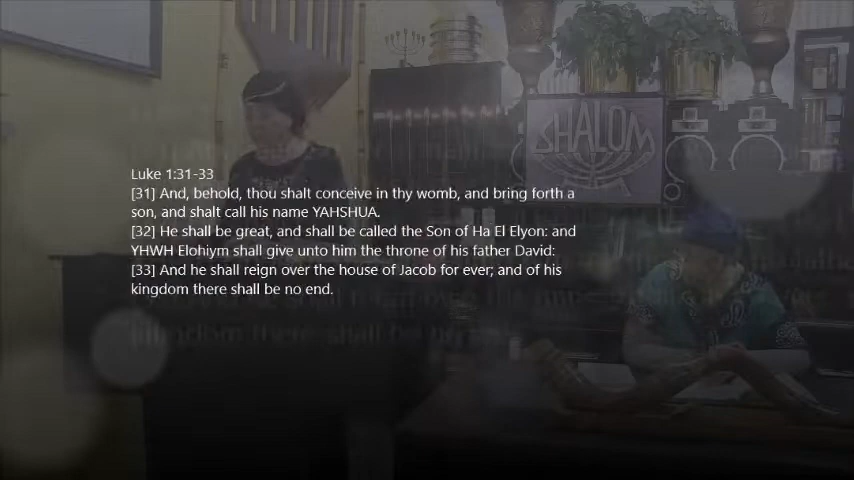 SHALOM
Luke 1:31-33
[31] And, behold, thou shalt conceive in thy womb, and bring forth a
son, and shalt call his name YAHSHUA.
[32] He shall be great, and shall be called the Son of Ha El Elyon: and
YHWH Elohiym shall give unto him the throne of his father David:
[33] And he shall reign over the house of Jacob for ever; and of his
kingdom there shall be no end.